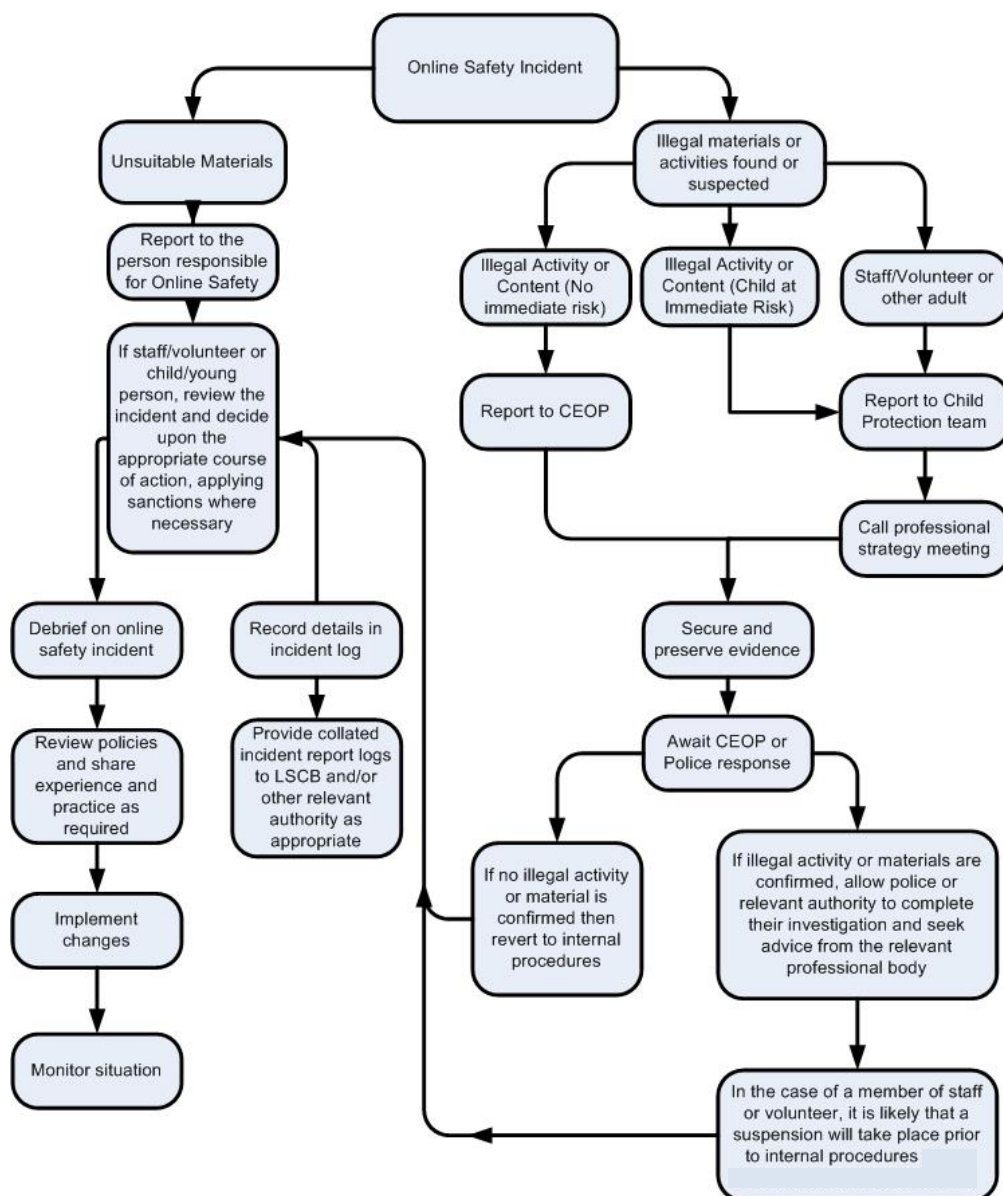 Online Safety Incident
Unsuitable Materials
Report to the
person responsible
for Online Safety
If staff/volunteer or
child/young
person, review the
incident and decide
upon the
appropriate course
of action, applying
sanctions where
necessary
Debrief on online
safety incident
Review policies
and share
experience and
practice as
required
Implement
changes
Monitor situation
Record details in
incident log
Provide collated
incident report logs
to LSCB and/or
other relevant
authority as
appropriate
Illegal materials or
activities found or
suspected
Illegal Activity or
Content (No
immediate risk)
Illegal Activity or
Content (Child at
Immediate Risk)
Staff/Volunteer or
other adult
Report to CEOP
Report to Child
Protection team
Call professional
strategy meeting
Secure and
preserve evidence
Await CEOP or
Police response
If no illegal activity
or material is
confirmed then
revert to internal
procedures
If illegal activity or materials are
confirmed, allow police or
relevant authority to complete
their investigation and seek
advice from the relevant
professional body
In the case of a member of staff
or volunteer, it is likely that a
suspension will take place prior
to internal procedures